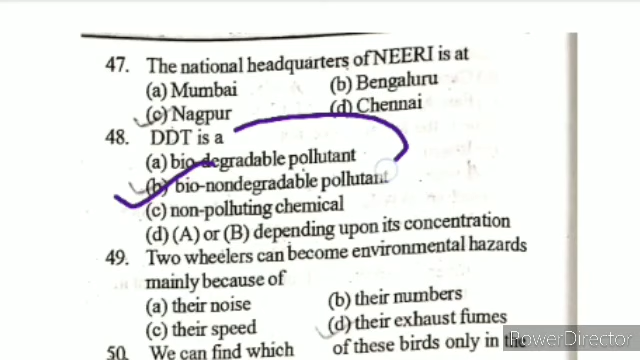 47. The national headquarters of NEERI is at
(a) Mumbai (b) Bengaluru
(c) Nagpur (d) Chennai
48. DDT is a
(a) bio-degradable pollutant
(b) bio-nondegradable pollutant
(c) non-polluting chemical
(d) (A) or (B) depending upon its concentration
49. Two wheelers can become environmental hazards
mainly because of
(a) their noise (b) their numbers
(c) their speed (d) their exhaust fumes
50. We can find which of these birds only in the
PowerDirector